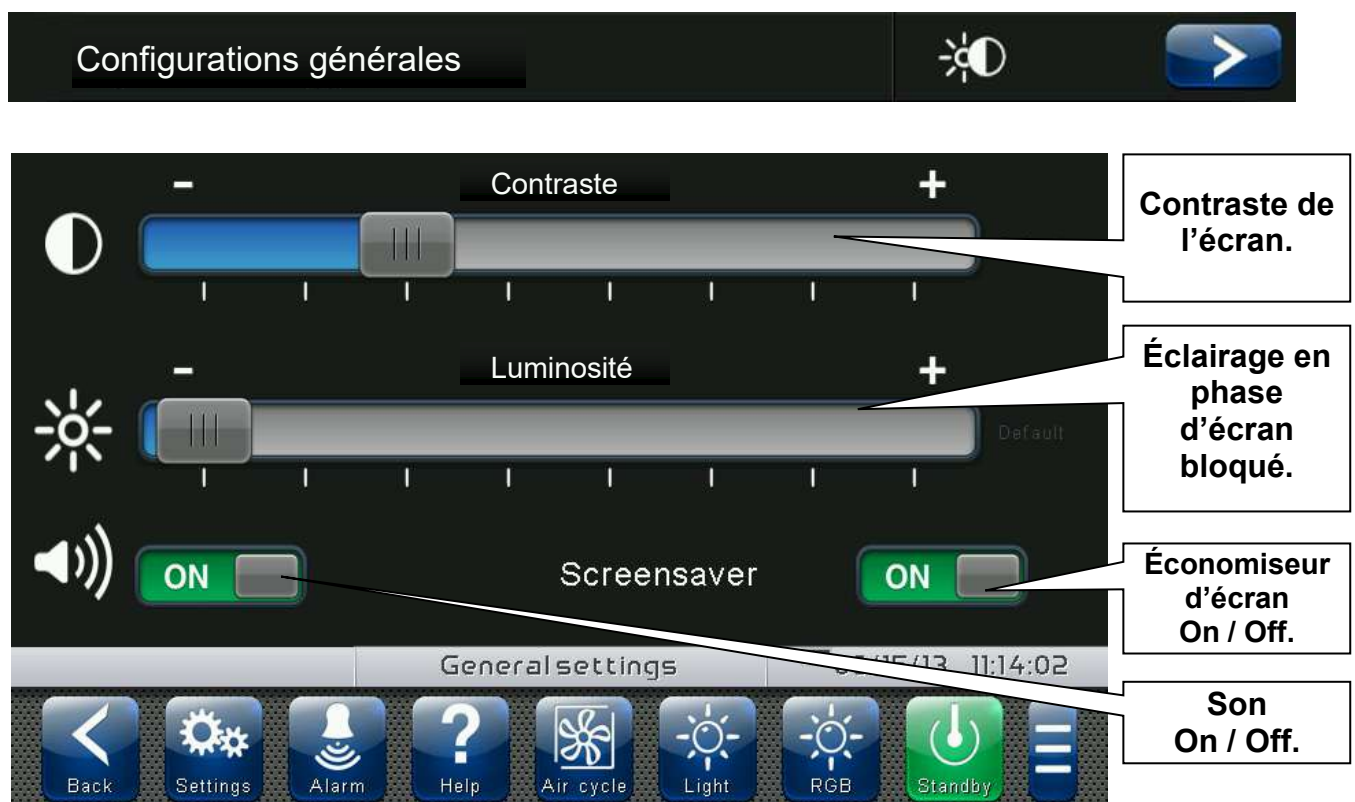 Configurations générales
- Contraste +
Contraste de
l’écran.
- Luminosité +
Default
Éclairage en
phase
d’écran
bloqué.
ON
Screensaver
ON
Économiseur
d’écran
On / Off.
General settings
11:14:02
Son
On / Off.
Back
Settings
Alarm
? Help
Air cycle
Light
RGB
Standby